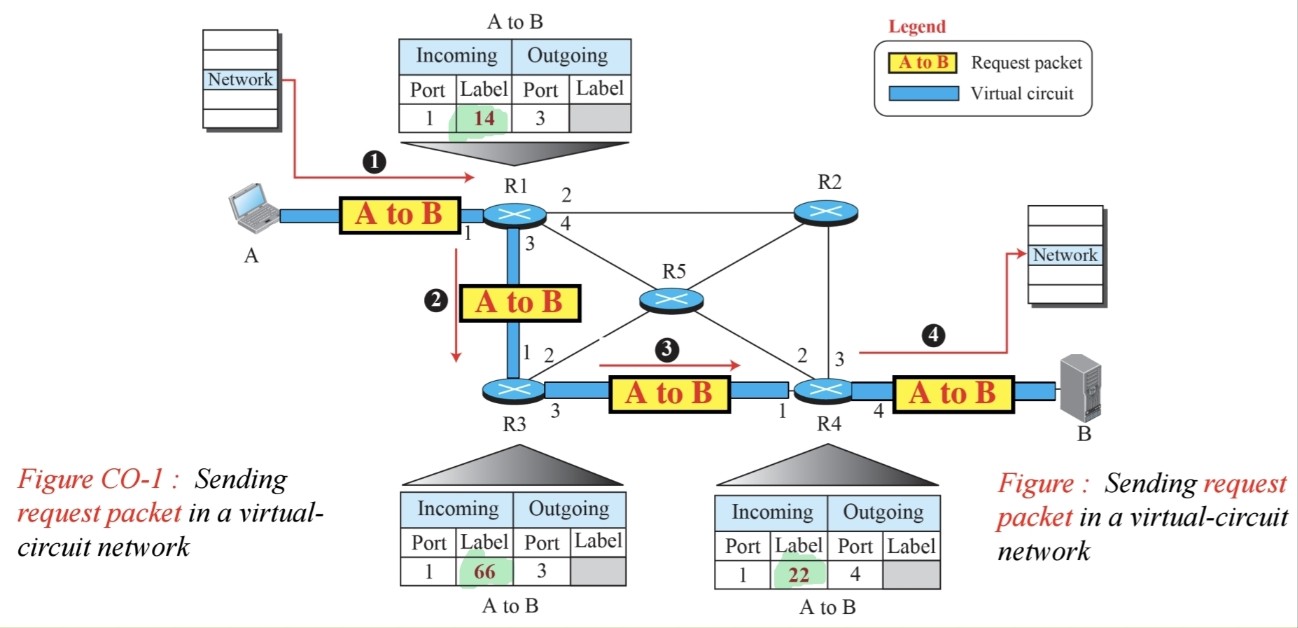 A to B
Incoming Outgoing
Port Label Port Label
1 14 3
Legend
A to B Request packet
Virtual circuit
Network
1
A
A to B
1
R1
2
4
3
R2
R5
2
A to B
1
2
R3
3
3
A to B
1
2
3
R4
4
4
A to B
Network
B
Figure CO-1 : Sending
request packet in a virtual-
circuit network
Incoming Outgoing
Port Label Port Label
1 66 3
A to B
Incoming Outgoing
Port Label Port Label
1 22 4
A to B
Figure : Sending request
packet in a virtual-circuit
network